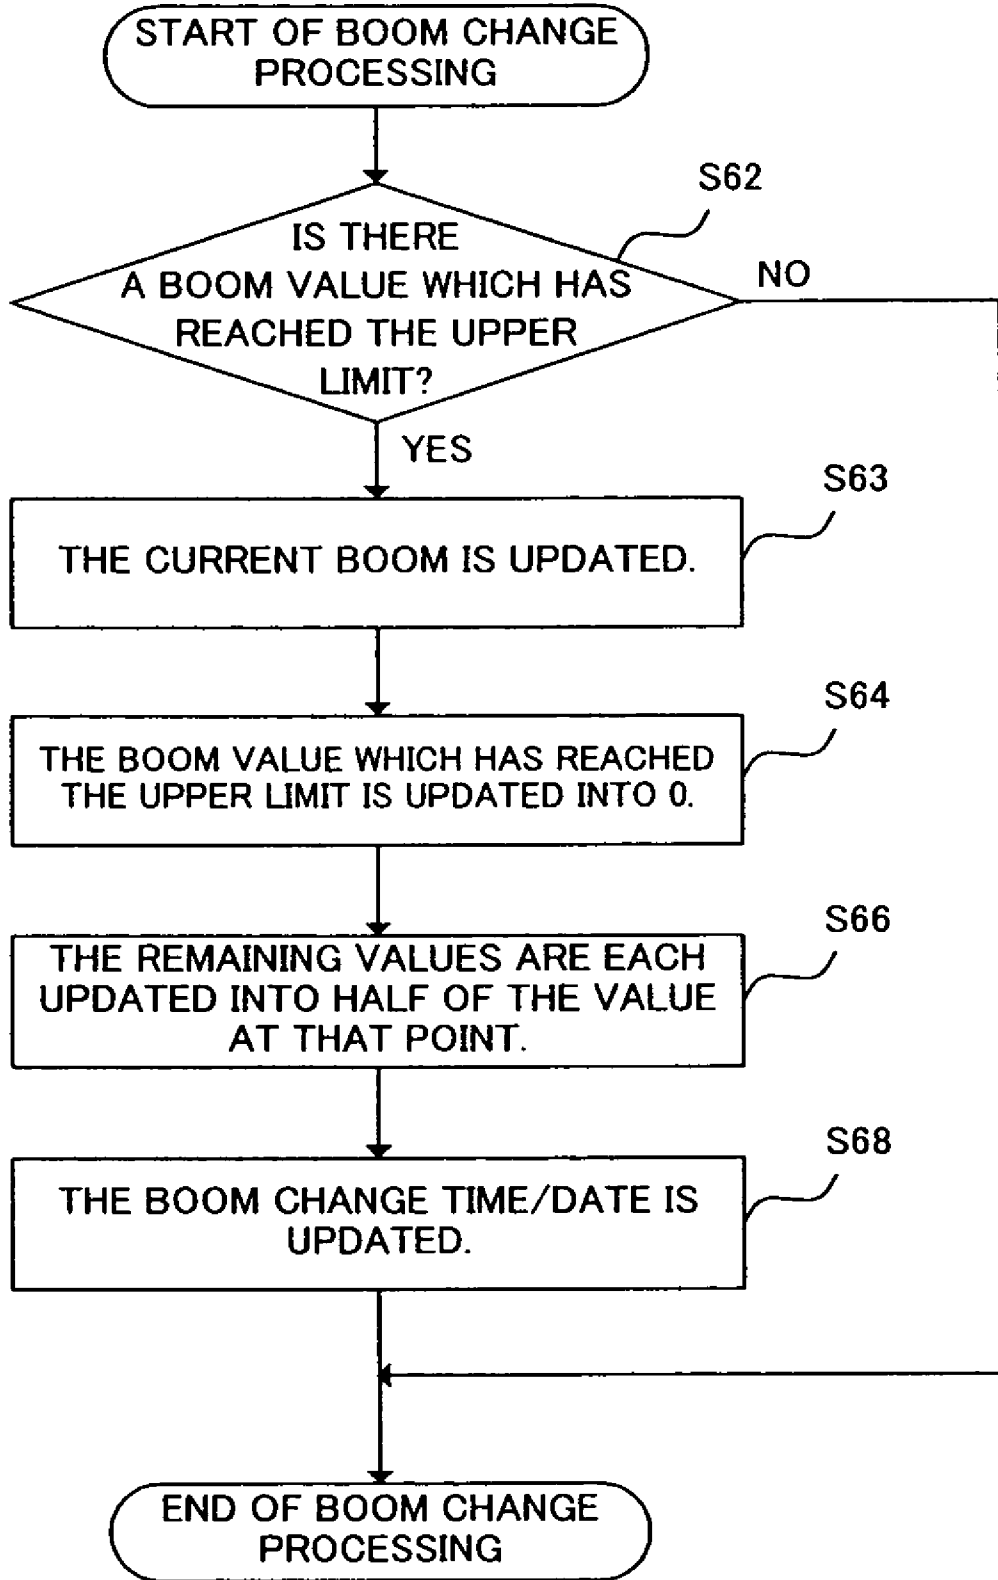 START OF BOOM CHANGE
PROCESSING
S62
IS THERE
A BOOM VALUE WHICH HAS
REACHED THE UPPER
LIMIT?
NO
YES
S63
THE CURRENT BOOM IS UPDATED.
S64
THE BOOM VALUE WHICH HAS REACHED
THE UPPER LIMIT IS UPDATED INTO 0.
S66
THE REMAINING VALUES ARE EACH
UPDATED INTO HALF OF THE VALUE
AT THAT POINT.
S68
THE BOOM CHANGE TIME/DATE IS
UPDATED.
END OF BOOM CHANGE
PROCESSING